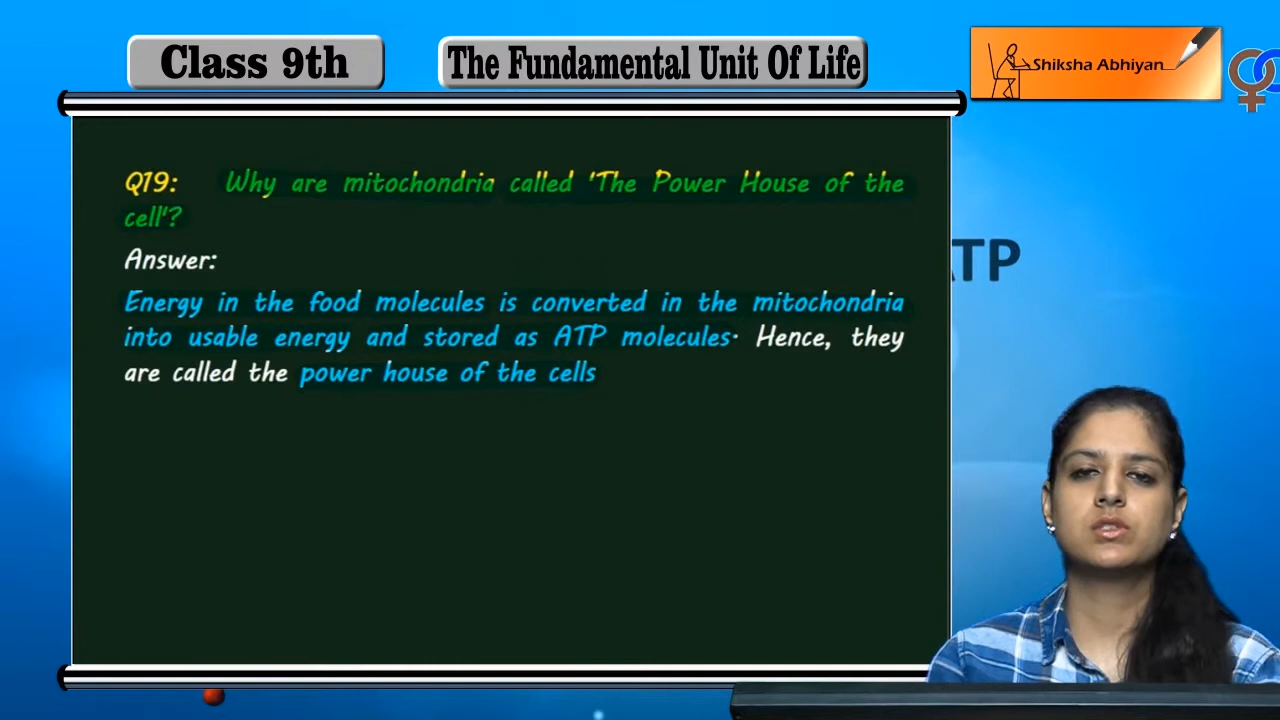 Class 9th
The Fundamental Unit Of Life
Shiksha Abhiyan
Q19: Why are mitochondria called 'The Power House of the
cell'?
Answer:
Energy in the food molecules is converted in the mitochondria
into usable energy and stored as ATP molecules. Hence, they
are called the power house of the cells
TP